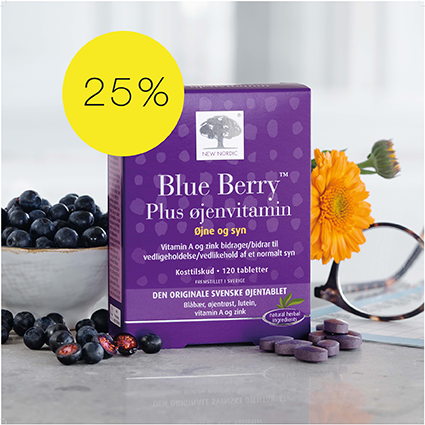 25%
NEW NORDIC
Blue Berry™
Plus øjenvitamin
Øjne og syn
Vitamin A og zink bidrager/bidrar til
vedligeholdelse/vedlikehold af et normalt syn
Kosttilskud • 120 tabletter
FREMSTILLET I SVERIGE
DEN ORIGINALE SVENSKE ØJENTABLET
Blåbær, øjentrøst, lutein,
vitamin A og zink
natural herbal
ingredients